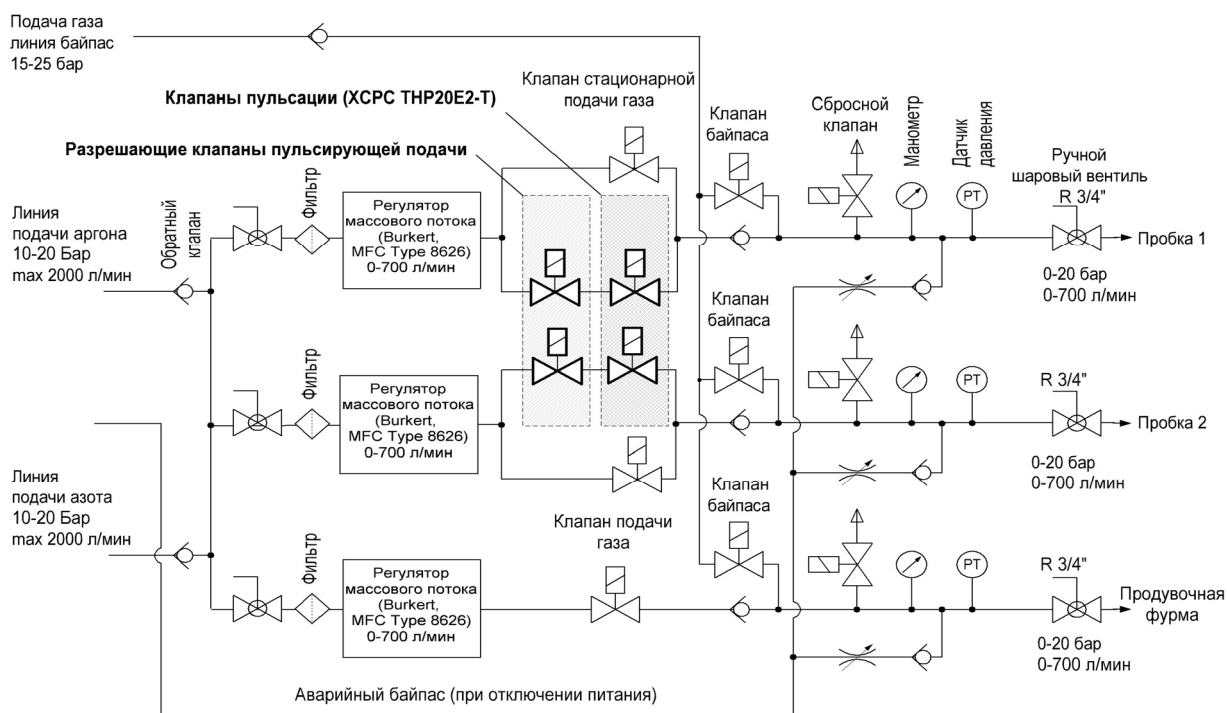 Подача газа
линия байпас
15-25 бар
Клапан стационарной
подачи газа
Клапаны пульсации (XCPC THP20E2-T)
Разрешающие клапаны пульсирующей подачи
Клапан
байпаса
Сбросной
клапан
Манометр
Датчик
давления
Ручной
шаровый вентиль
R 3/4"
Линия
подачи аргона
10-20 Бар
max 2000 л/мин
Обратный
клапан
Фильтр
Регулятор
массового потока
(Burkert,
MFC Type 8626)
0-700 л/мин
PT
Пробка 1
0-20 бар
0-700 л/мин
Клапан
байпаса
Фильтр
Регулятор
массового потока
(Burkert,
MFC Type 8626)
0-700 л/мин
PT
R 3/4"
Пробка 2
0-20 бар
0-700 л/мин
Линия
подачи азота
10-20 Бар
max 2000 л/мин
Клапан
байпаса
Клапан подачи
газа
Фильтр
Регулятор
массового потока
(Burkert,
MFC Type 8626)
0-700 л/мин
PT
R 3/4"
Продувочная
фурма
0-20 бар
0-700 л/мин
Аварийный байпас (при отключении питания)